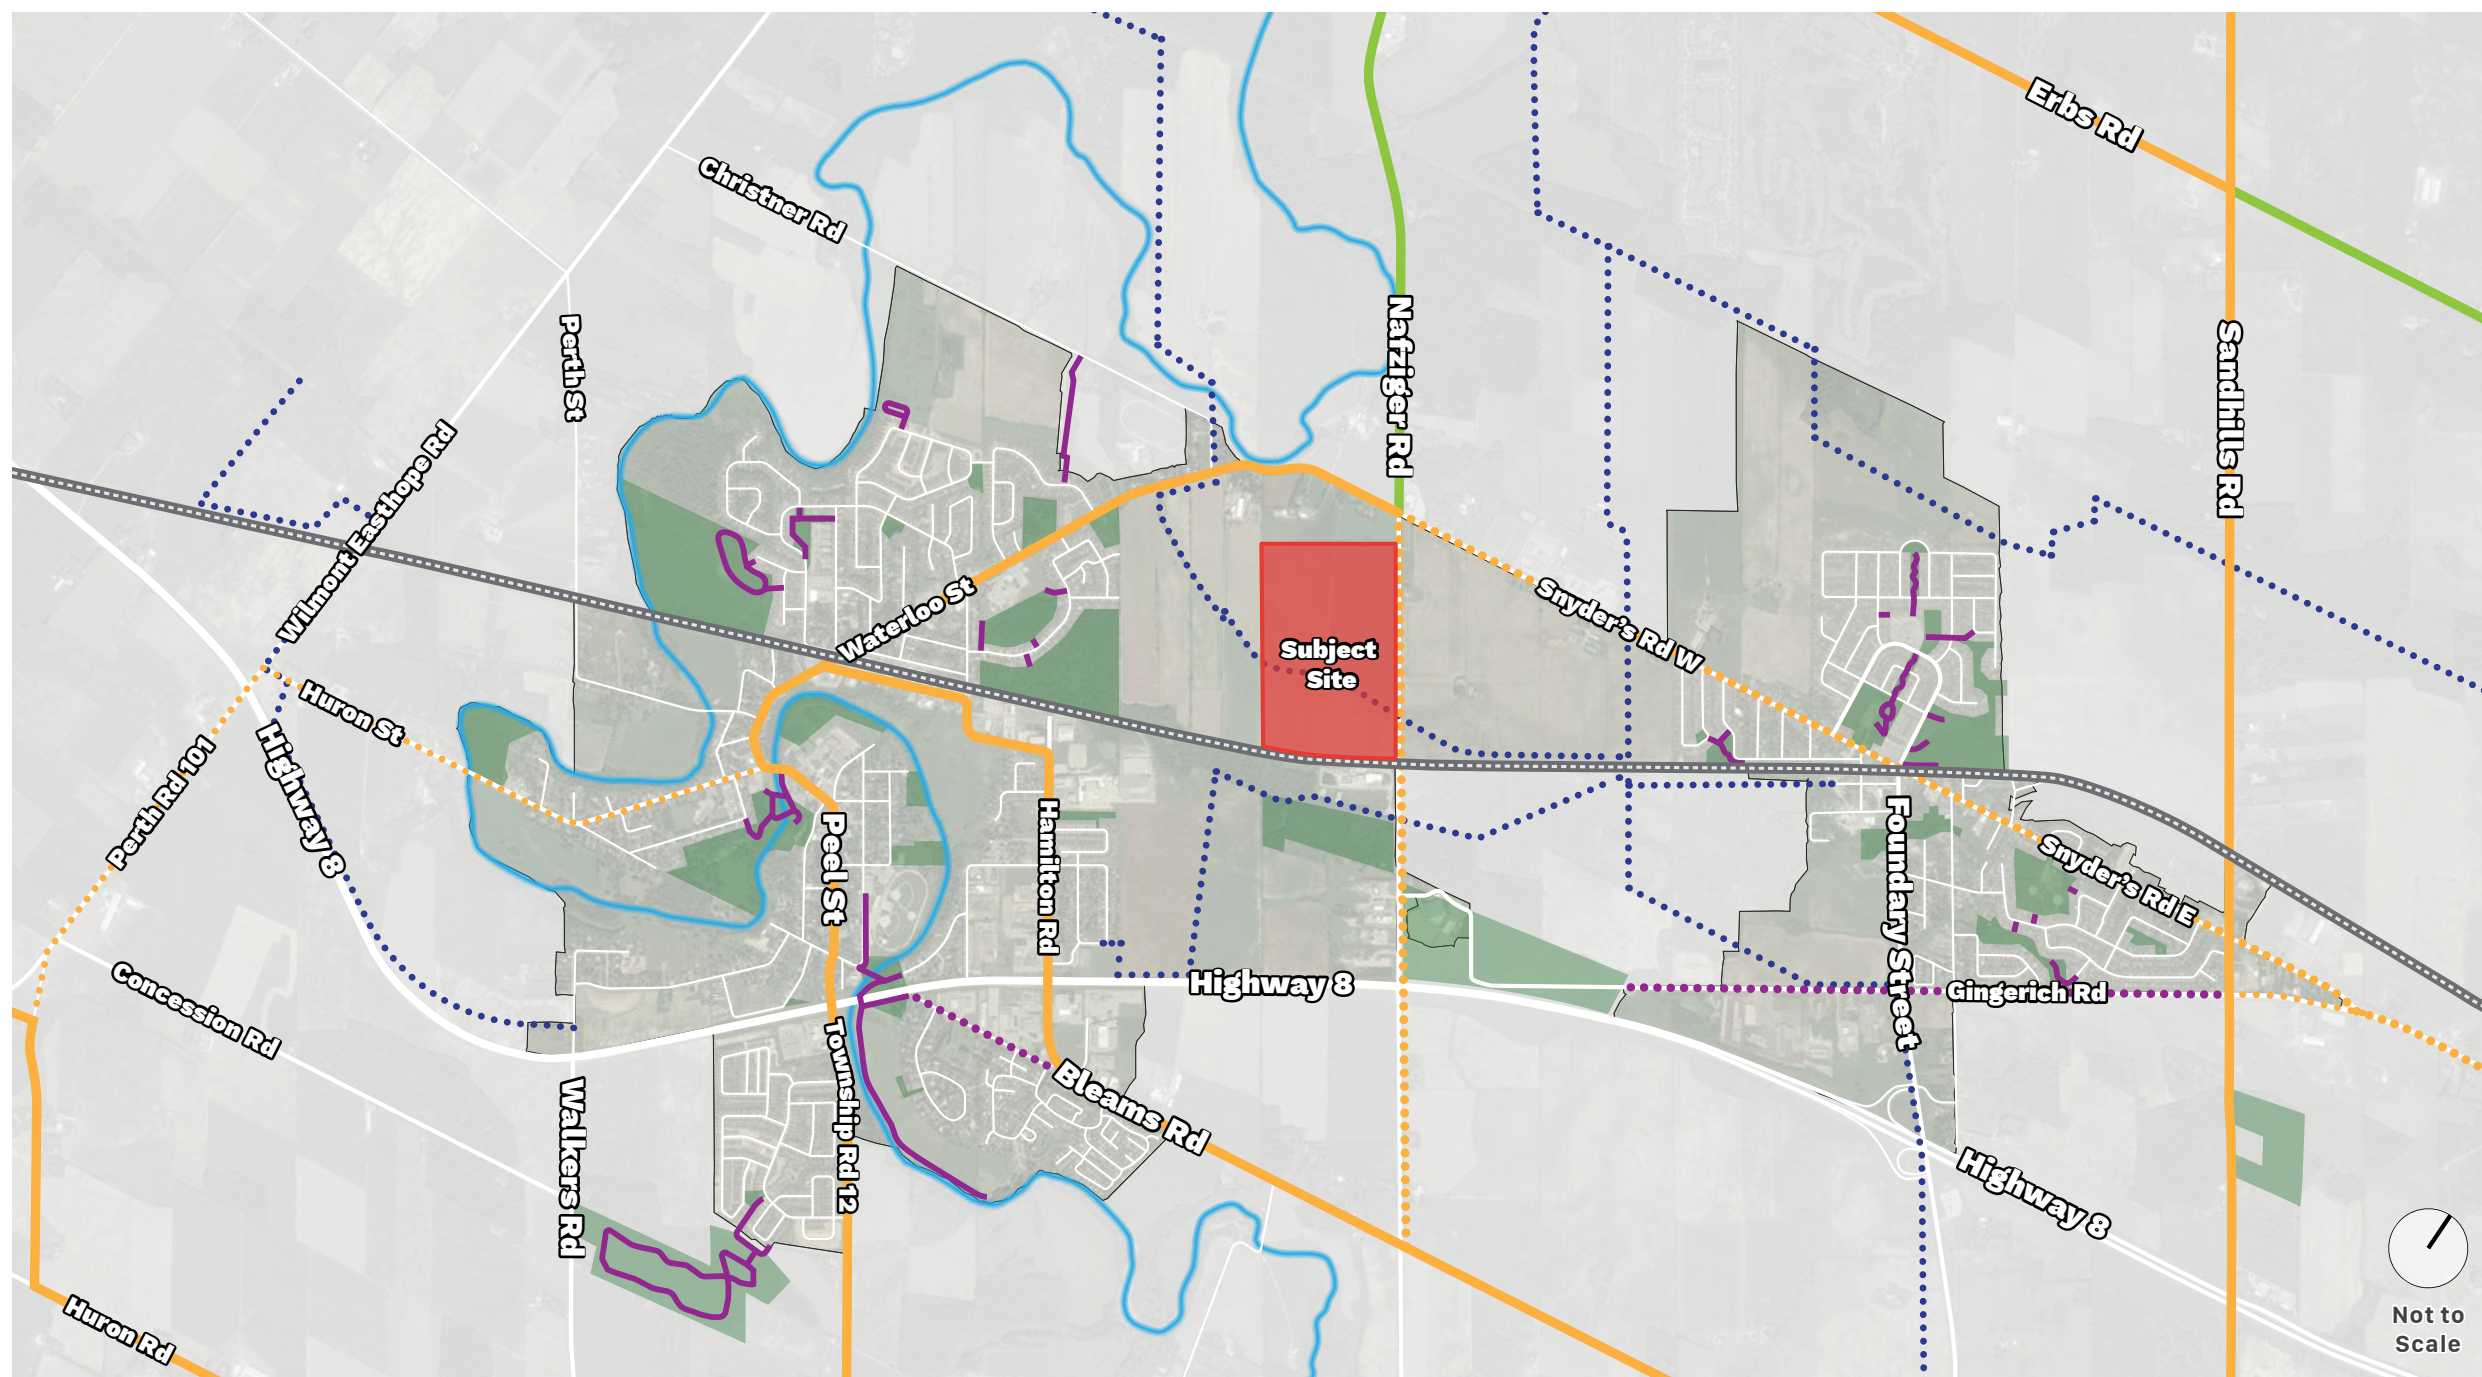 Erbs Rd
Christner Rd
Nafziger Rd
Perth St
Sandhills Rd
Wilmont Easthope Rd
Waterloo St
Snyder's Rd W
Subject
Site
Huron St
Perth Rd 101
Highway 8
Peel St
Hamilton Rd
Foundary Street
Snyder's Rd E
Concession Rd
Highway 8
Gingerich Rd
Township Rd 12
Bleams Rd
Walkers Rd
Highway 8
Huron Rd
Not to
Scale